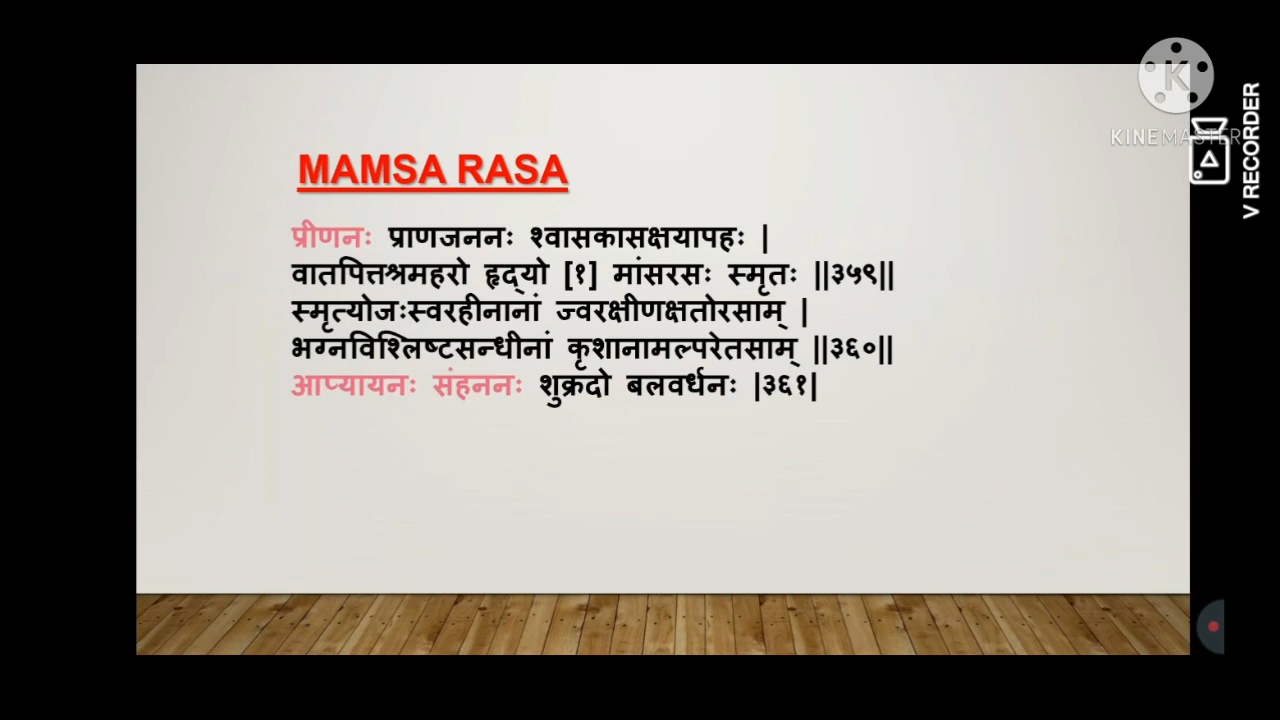 MAMSA RASA
प्रीणनः प्राणजननः श्वासकासक्षयापहः |
वातपित्तश्रमहरो हृद्यो [१] मांसरसः स्मृतः ||३५९||
स्मृत्योजःस्वरहीनानां ज्वरक्षीणक्षतोरसाम् |
भग्नविश्लिष्टसन्धीनां कृशानामल्परेतसाम् ||३६०||
आप्यायनः संहननः शुक्रदो बलवर्धनः |३६१|
K
KINEMASTER
V RECORDER